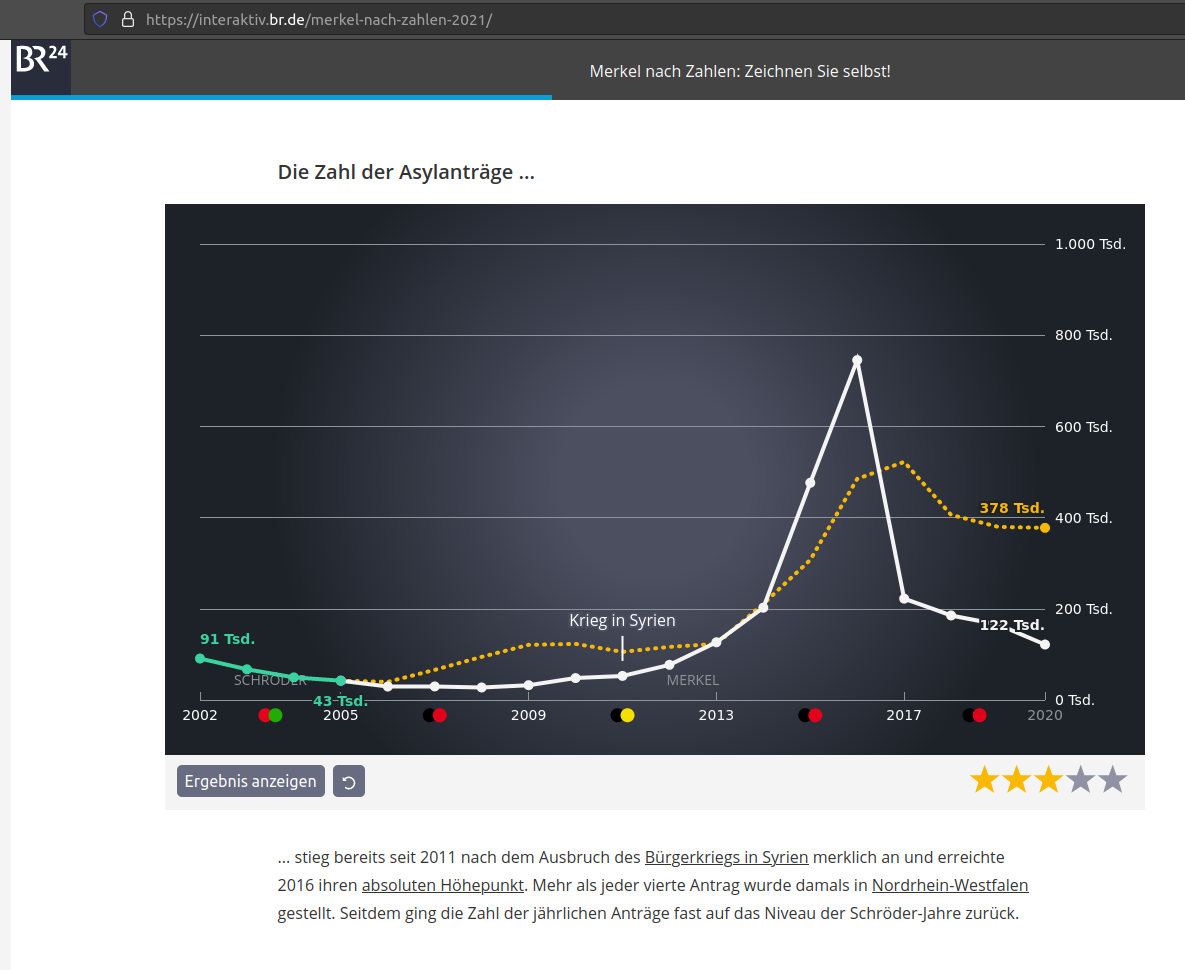 https://interaktiv.br.de/merkel-nach-zahlen-2021/
BR24
Merkel nach Zahlen: Zeichnen Sie selbst!
Die Zahl der Asylanträge ...
1.000 Tsd.
800 Tsd.
600 Tsd.
378 Tsd.
400 Tsd.
Krieg in Syrien
200 Tsd.
122 Tsd.
91 Tsd.
SCHRÖDER
MERKEL
43 Tsd.
0 Tsd.
2002
2005
2009
2013
2017
2020
Ergebnis anzeigen
... stieg bereits seit 2011 nach dem Ausbruch des Bürgerkriegs in Syrien merklich an und erreichte
2016 ihren absoluten Höhepunkt. Mehr als jeder vierte Antrag wurde damals in Nordrhein-Westfalen
gestellt. Seitdem ging die Zahl der jährlichen Anträge fast auf das Niveau der Schröder-Jahre zurück.